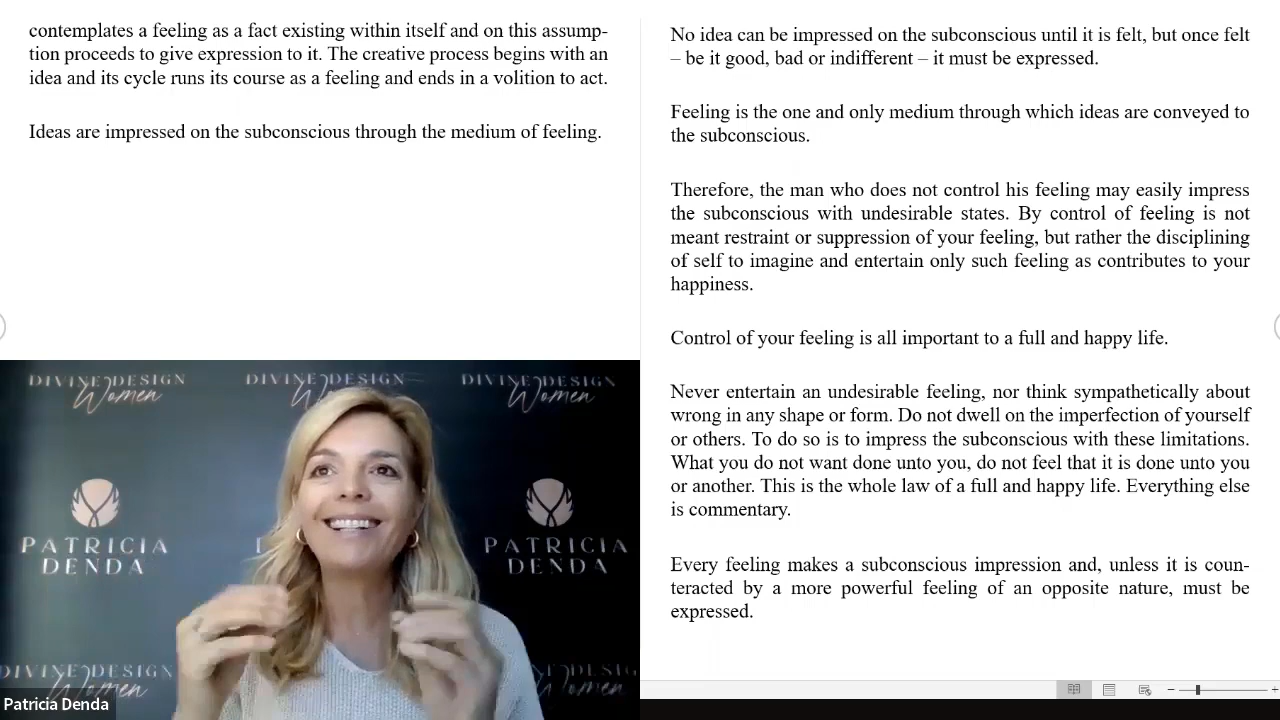 contemplates a feeling as a fact existing within itself and on this assump-
tion proceeds to give expression to it. The creative process begins with an
idea and its cycle runs its course as a feeling and ends in a volition to act.
Ideas are impressed on the subconscious through the medium of feeling.
No idea can be impressed on the subconscious until it is felt, but once felt
– be it good, bad or indifferent – it must be expressed.
Feeling is the one and only medium through which ideas are conveyed to
the subconscious.
Therefore, the man who does not control his feeling may easily impress
the subconscious with undesirable states. By control of feeling is not
meant restraint or suppression of your feeling, but rather the disciplining
of self to imagine and entertain only such feeling as contributes to your
happiness.
Control of your feeling is all important to a full and happy life.
Never entertain an undesirable feeling, nor think sympathetically about
wrong in any shape or form. Do not dwell on the imperfection of yourself
or others. To do so is to impress the subconscious with these limitations.
What you do not want done unto you, do not feel that it is done unto you
or another. This is the whole law of a full and happy life. Everything else
is commentary.
Every feeling makes a subconscious impression and, unless it is coun-
teracted by a more powerful feeling of an opposite nature, must be
expressed.
DIVINE DESIGN
Women
DIVINE DESIGN
DIVINE DESIGN
Women
PATRICIA
DENDA
PATRICIA
DENDA
DIVINE DESIGN
Women
Women
Patricia Denda